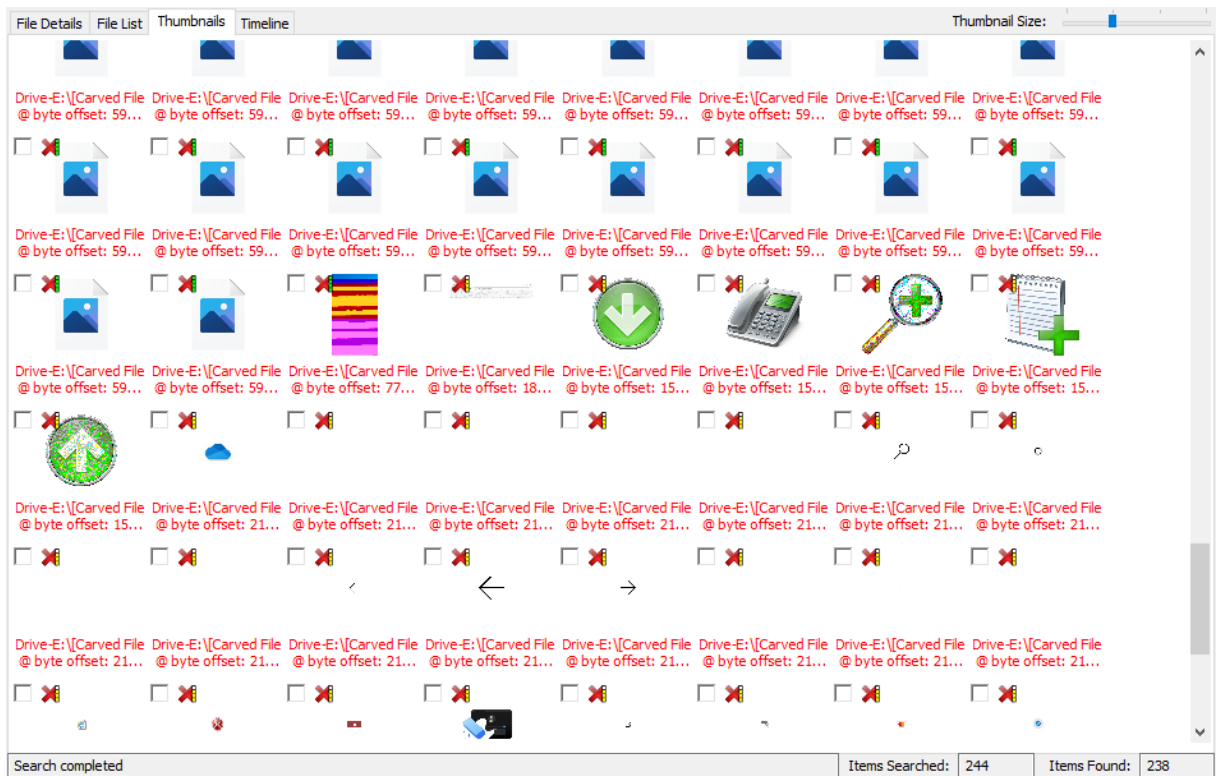 File Details File List Thumbnails Timeline Thumbnail Size:
Drive-E:\[Carved File Drive-E:\[Carved File Drive-E:\[Carved File Drive-E:\[Carved File Drive-E:\[Carved File Drive-E:\[Carved File Drive-E:\[Carved File Drive-E:\[Carved File
@ byte offset: 59... @ byte offset: 59... @ byte offset: 59... @ byte offset: 59... @ byte offset: 59... @ byte offset: 59... @ byte offset: 59... @ byte offset: 59...
Drive-E:\[Carved File Drive-E:\[Carved File Drive-E:\[Carved File Drive-E:\[Carved File Drive-E:\[Carved File Drive-E:\[Carved File Drive-E:\[Carved File Drive-E:\[Carved File
@ byte offset: 59... @ byte offset: 59... @ byte offset: 59... @ byte offset: 59... @ byte offset: 59... @ byte offset: 59... @ byte offset: 59... @ byte offset: 59...
Drive-E:\[Carved File Drive-E:\[Carved File Drive-E:\[Carved File Drive-E:\[Carved File Drive-E:\[Carved File Drive-E:\[Carved File Drive-E:\[Carved File Drive-E:\[Carved File
@ byte offset: 59... @ byte offset: 59... @ byte offset: 77... @ byte offset: 18... @ byte offset: 15... @ byte offset: 15... @ byte offset: 15... @ byte offset: 15...
Drive-E:\[Carved File Drive-E:\[Carved File Drive-E:\[Carved File Drive-E:\[Carved File Drive-E:\[Carved File Drive-E:\[Carved File Drive-E:\[Carved File Drive-E:\[Carved File
@ byte offset: 15... @ byte offset: 21... @ byte offset: 21... @ byte offset: 21... @ byte offset: 21... @ byte offset: 21... @ byte offset: 21... @ byte offset: 21...
Drive-E:\[Carved File Drive-E:\[Carved File Drive-E:\[Carved File Drive-E:\[Carved File Drive-E:\[Carved File Drive-E:\[Carved File Drive-E:\[Carved File Drive-E:\[Carved File
@ byte offset: 21... @ byte offset: 21... @ byte offset: 21... @ byte offset: 21... @ byte offset: 21... @ byte offset: 21... @ byte offset: 21... @ byte offset: 21...
Search completed Items Searched: 244 Items Found: 238